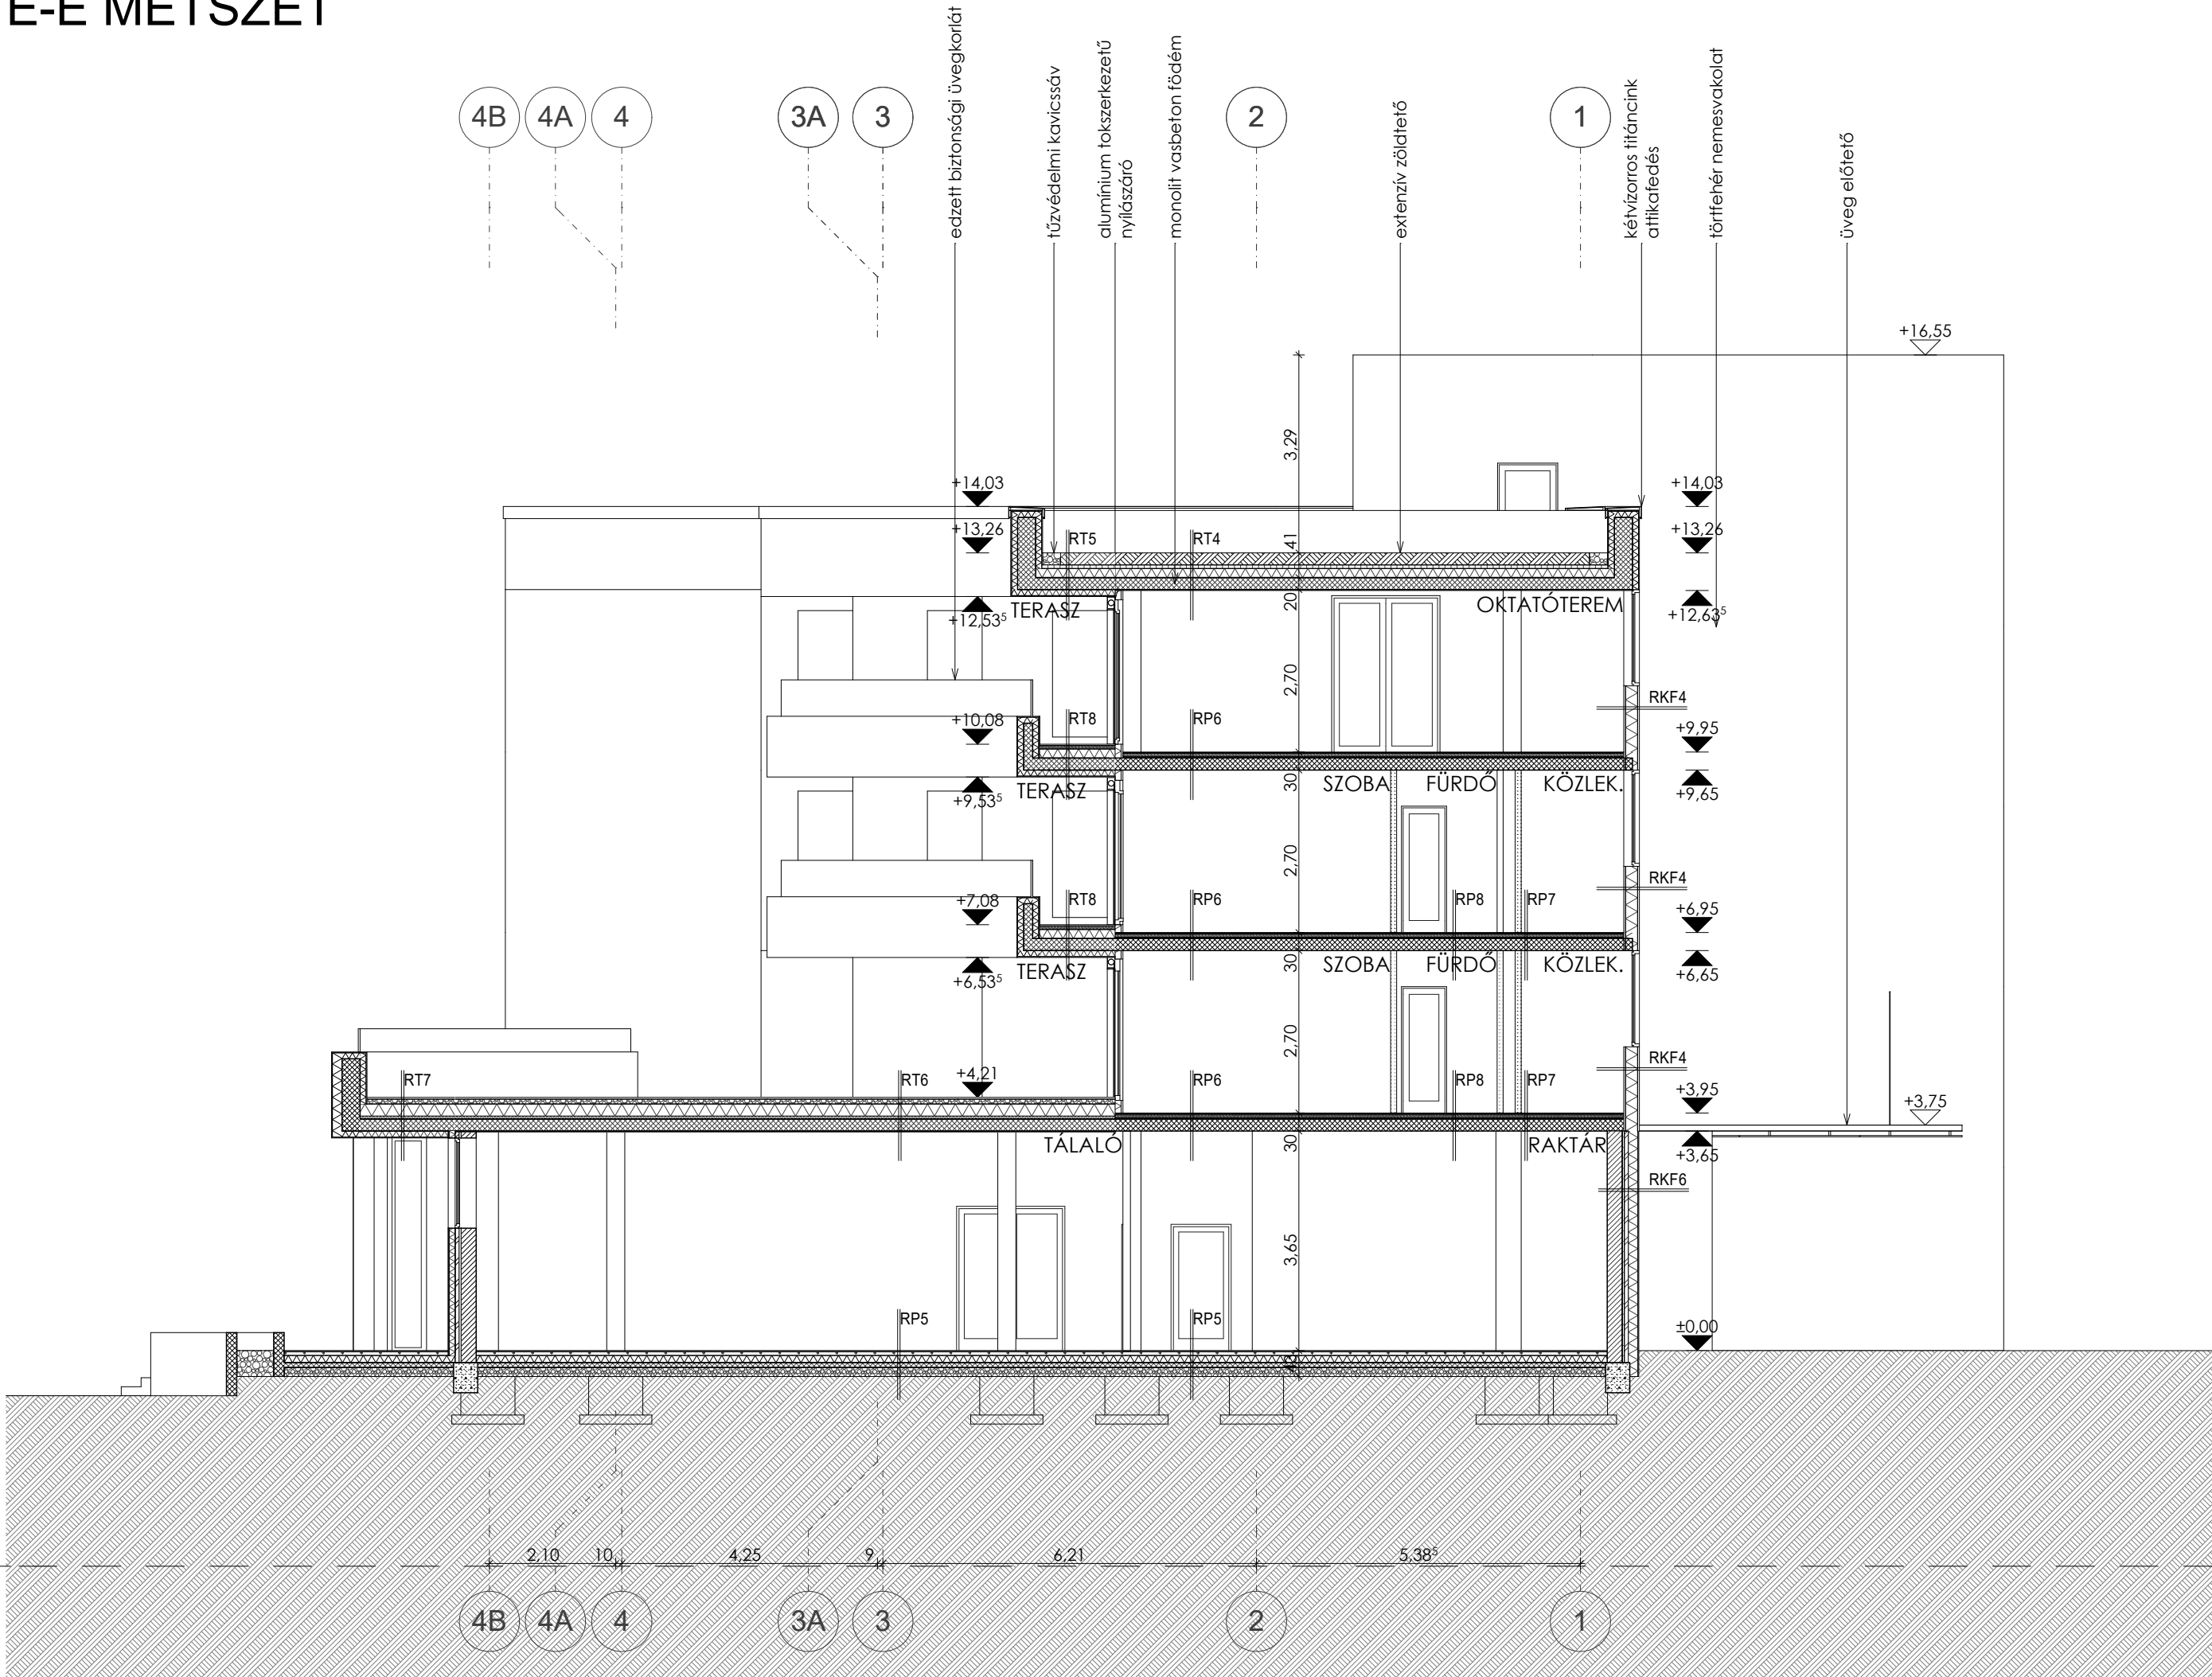 E-E METSZET
edzett biztonsági üvegkorlát
tűzvédelmi kavicssáv
alumínium tokszerkezetű
nyílászáró
monolit vasbeton födém
extenzív zöldtető
kétvízorros titáncink
attikafedés
törtfehér nemesvakolat
üveg előtető
4B 4A 4 3A 3 2 1
+16,55
3,29
+14,03 +14,03
+13,26 RT5 RT4 41 +13,26
TERASZ 20 OKTATÓTEREM
+12,53⁵ +12,63⁵
2,70 RKF4
+10,08 RT8 RP6 +9,95
TERASZ 30 SZOBA FÜRDŐ KÖZLEK.
+9,53⁵ +9,65
2,70 RKF4
+7,08 RT8 RP6 RP8 RP7 +6,95
TERASZ 30 SZOBA FÜRDŐ KÖZLEK.
+6,53⁵ +6,65
2,70 RKF4
RT7 RT6 +4,21 RP6 RP8 RP7 +3,95
+3,75
TÁLALÓ 30 RAKTÁR
+3,65
RKF6
3,65
RP5 RP5 ±0,00
2,10 10 4,25 9 6,21 5,38⁵
4B 4A 4 3A 3 2 1